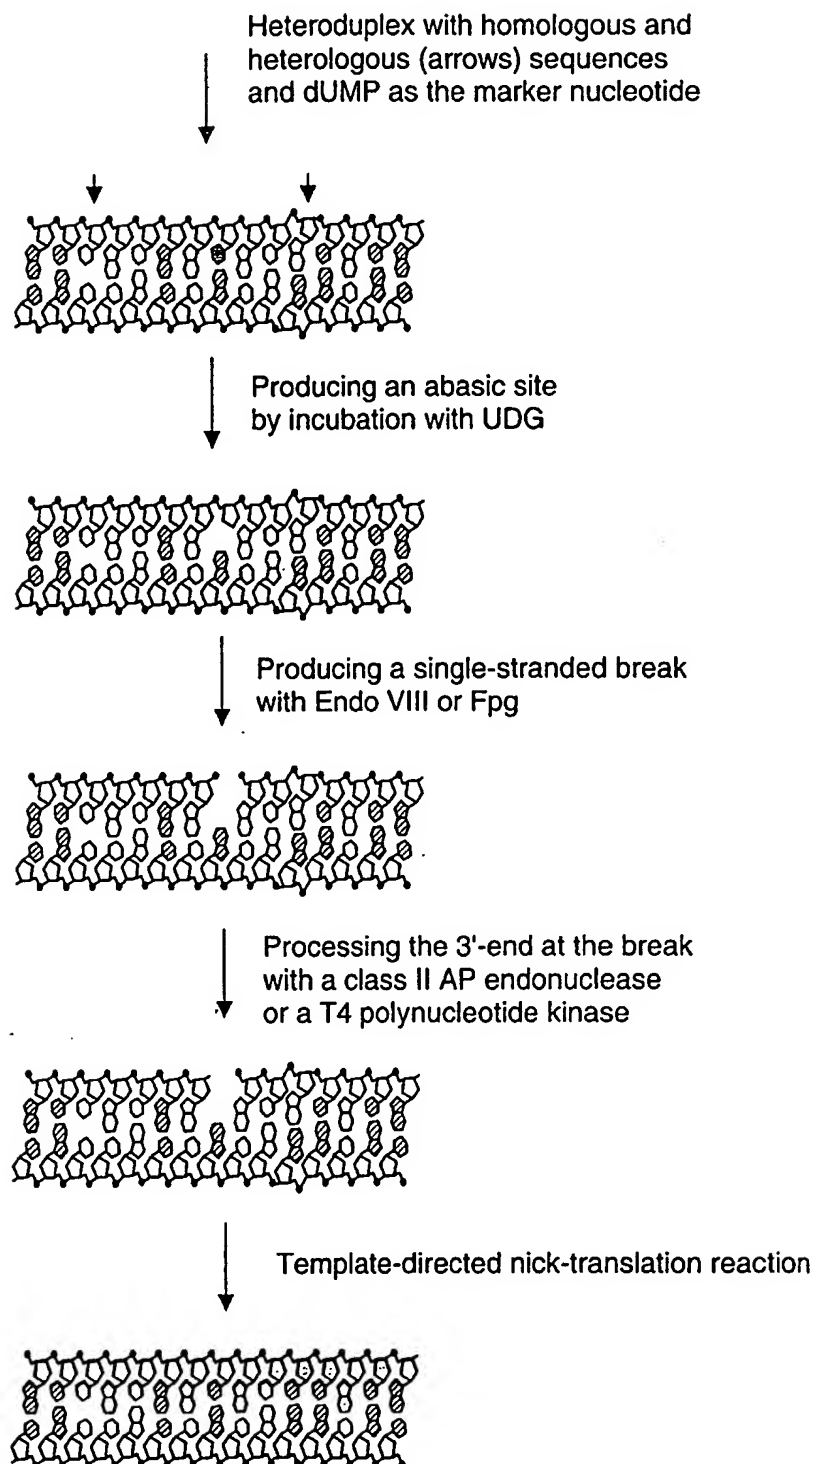 Heteroduplex with homologous and
heterologous (arrows) sequences
and dUMP as the marker nucleotide
Producing an abasic site
by incubation with UDG
Producing a single-stranded break
with Endo VIII or Fpg
Processing the 3'-end at the break
with a class II AP endonuclease
or a T4 polynucleotide kinase
Template-directed nick-translation reaction